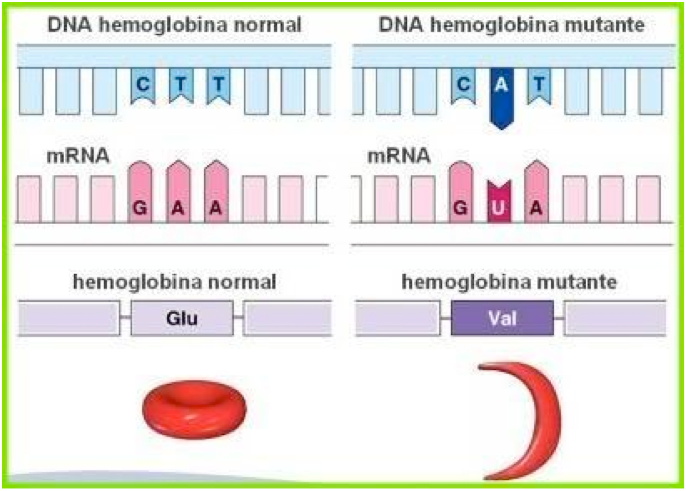 DNA hemoglobina normal
DNA hemoglobina mutante
C T T
C A T
mRNA
mRNA
G A A
G U A
hemoglobina normal
hemoglobina mutante
Glu
Val